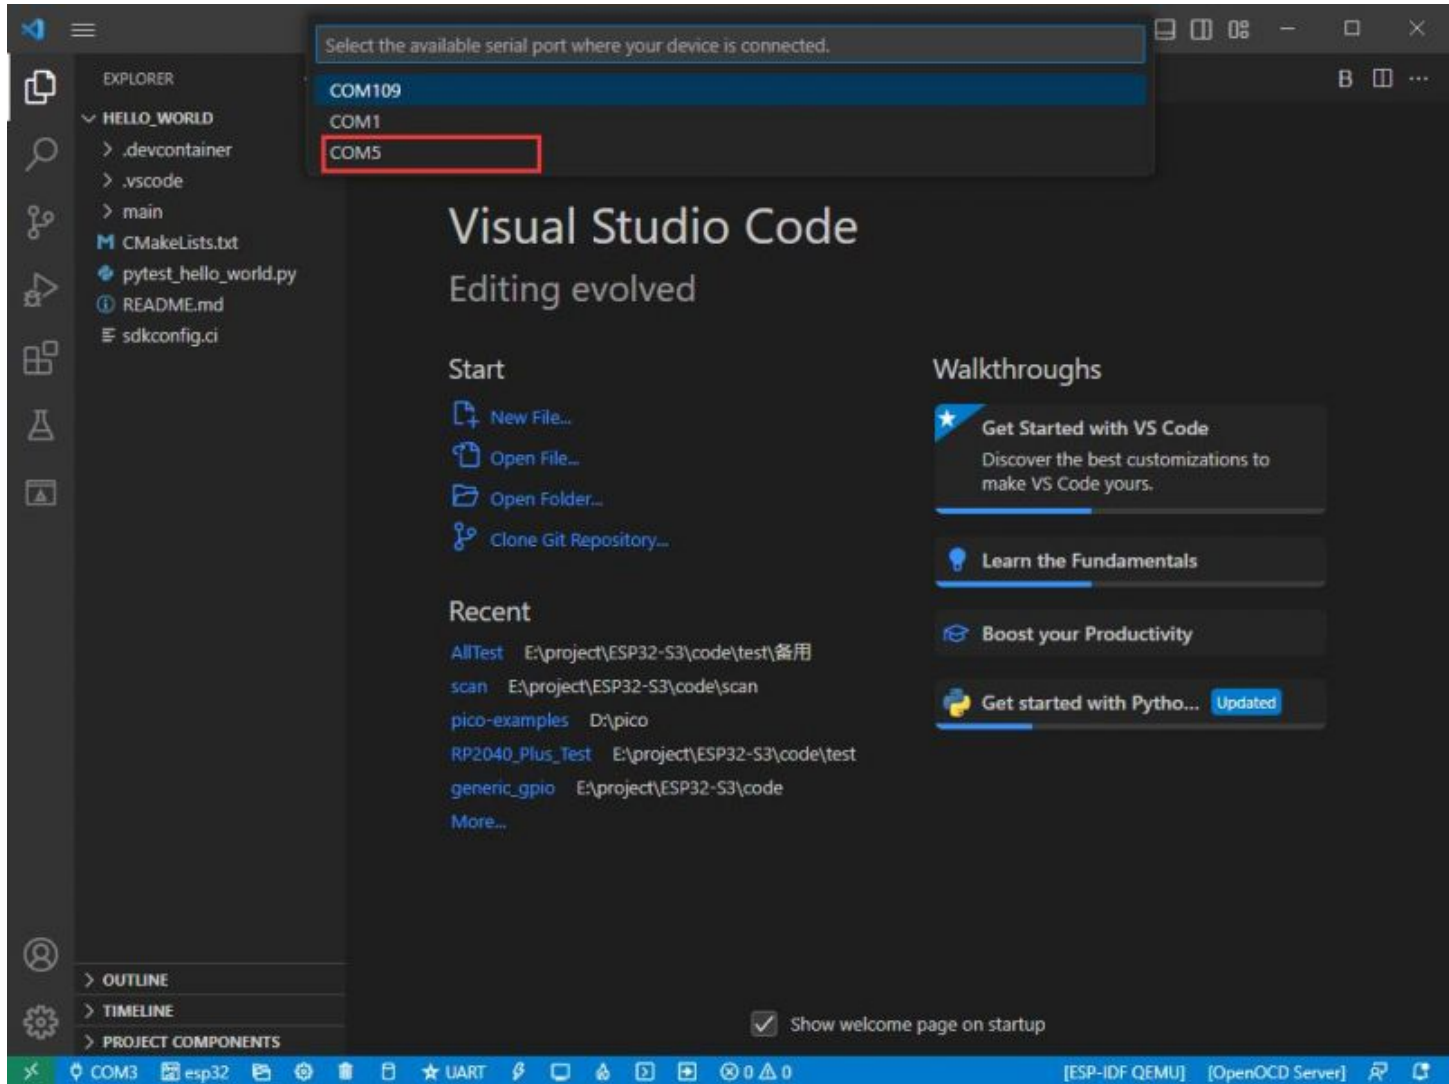 Select the available serial port where your device is connected.
COM109
COM1
COM5
EXPLORER
HELLO_WORLD
.devcontainer
.vscode
main
CMakeLists.txt
pytest_hello_world.py
README.md
sdkconfig.ci
Visual Studio Code
Editing evolved
Start
New File...
Open File...
Open Folder...
Clone Git Repository...
Recent
AllTest E:\project\ESP32-S3\code\test\备用
scan E:\project\ESP32-S3\code\scan
pico-examples D:\pico
RP2040_Plus_Test E:\project\ESP32-S3\code\test
generic_gpio E:\project\ESP32-S3\code
More...
Walkthroughs
Get Started with VS Code
Discover the best customizations to
make VS Code yours.
Learn the Fundamentals
Boost your Productivity
Get started with Pytho... Updated
OUTLINE
TIMELINE
PROJECT COMPONENTS
Show welcome page on startup
COM3 esp32 UART 0 0 [ESP-IDF QEMU] [OpenOCD Server]